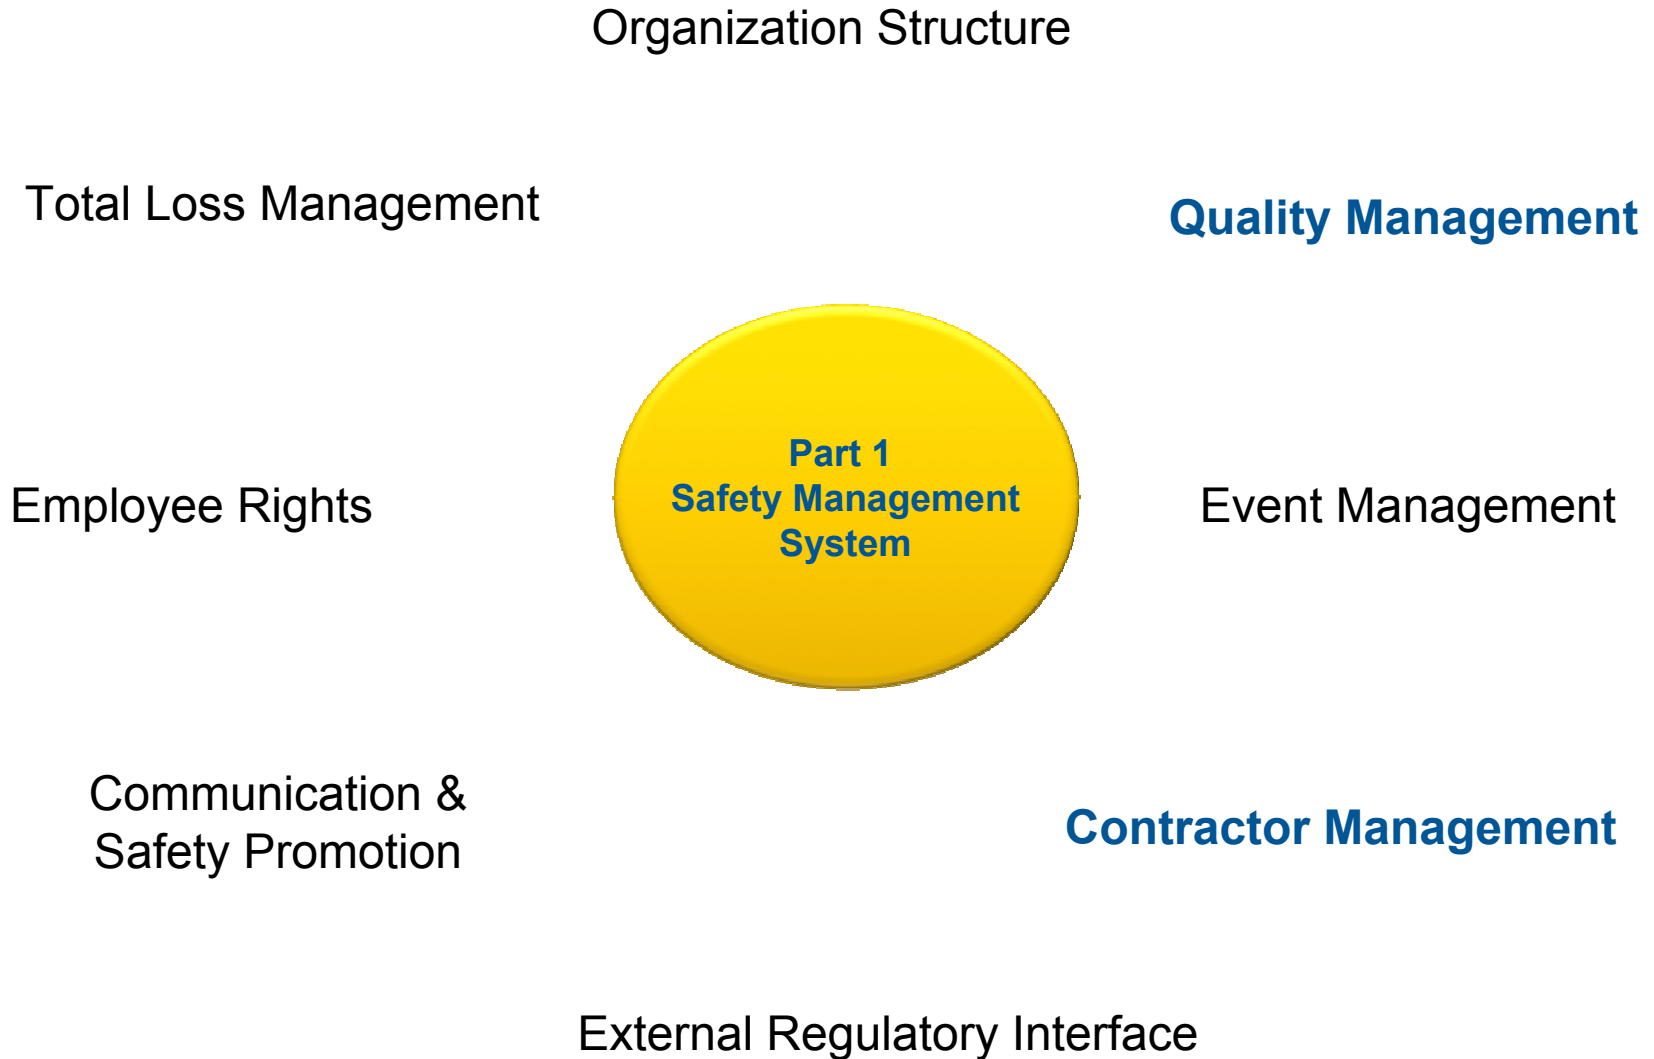 Organization Structure
Total Loss Management
Quality Management
Part 1
Safety Management
System
Employee Rights
Event Management
Communication &
Safety Promotion
Contractor Management
External Regulatory Interface